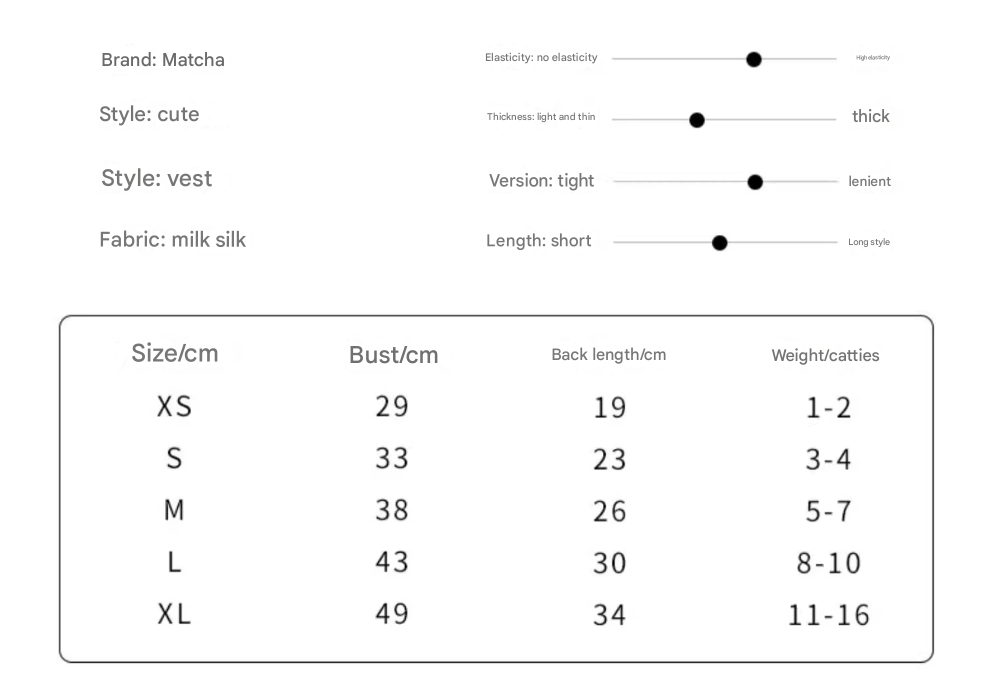 Brand: Matcha
Elasticity: no elasticity High elasticity
Style: cute
Thickness: light and thin thick
Style: vest
Version: tight lenient
Fabric: milk silk
Length: short Long style
Size/cm Bust/cm Back length/cm Weight/catties
XS 29 19 1-2
S 33 23 3-4
M 38 26 5-7
L 43 30 8-10
XL 49 34 11-16